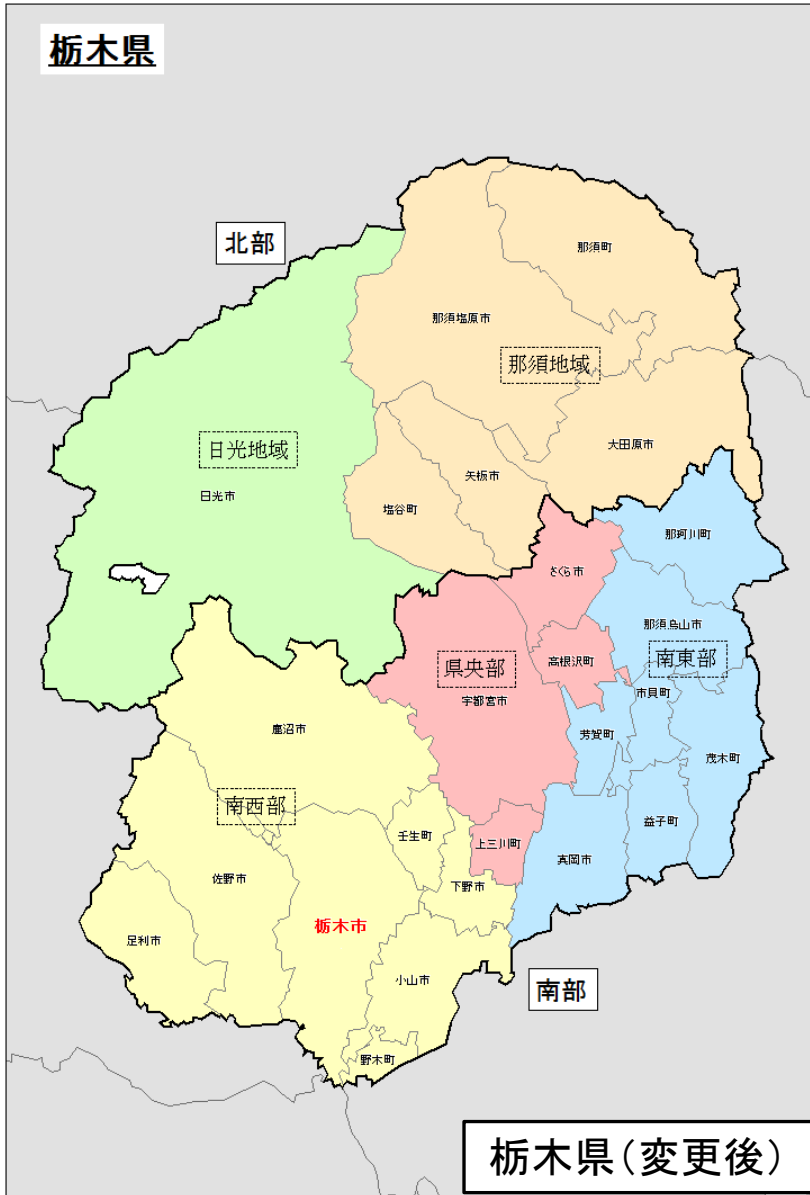 栃木県
北部
那須町
那須塩原市
那須地域
大田原市
日光地域
日光市
矢板市
塩谷町
那珂川町
さくら市
那須烏山市
南東部
高根沢町
県央部
宇都宮市
市貝町
芳賀町
茂木町
鹿沼市
南西部
壬生町
上三川町
益子町
真岡市
佐野市
下野市
栃木市
足利市
小山市
南部
野木町
栃木県（変更後）